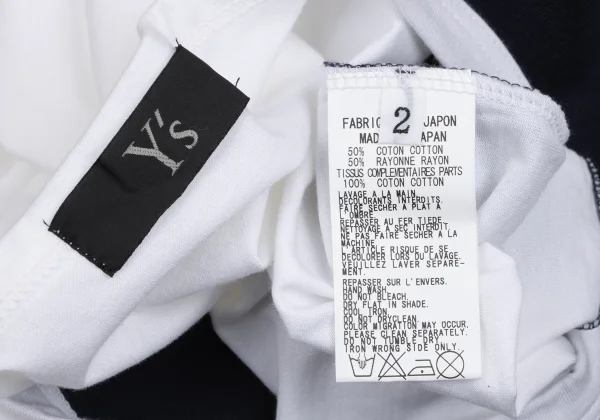 Y's
2
FABRIC JAPON
MAD APAN
50% COTON COTTON
50% RAYONNE RAYON
TISSUS COMPLEMENTAIRES PARTS
100% COTON COTTON
LAVAGE A LA MAIN.
DECOLORANTS INTERDITS.
FAIRE SECHER A PLAT A
L'OMBRE.
REPASSER AU FER TIEDE.
NETTOYAGE A SEC INTERDIT.
NE PAS FAIRE SECHER A LA
MACHINE.
L'ARTICLE RISQUE DE SE
DECOLORER LORS DU LAVAGE.
VEUILLEZ LAVER SEPARE-
MENT.
REPASSER SUR L'ENVERS.
HAND WASH.
DO NOT BLEACH.
DRY FLAT IN SHADE.
COOL IRON.
DO NOT DRYCLEAN.
COLOR MIGRATION MAY OCCUR.
PLEASE CLEAN SEPARATELY.
DO NOT TUMBLE DRY.
IRON WRONG SIDE ONLY.